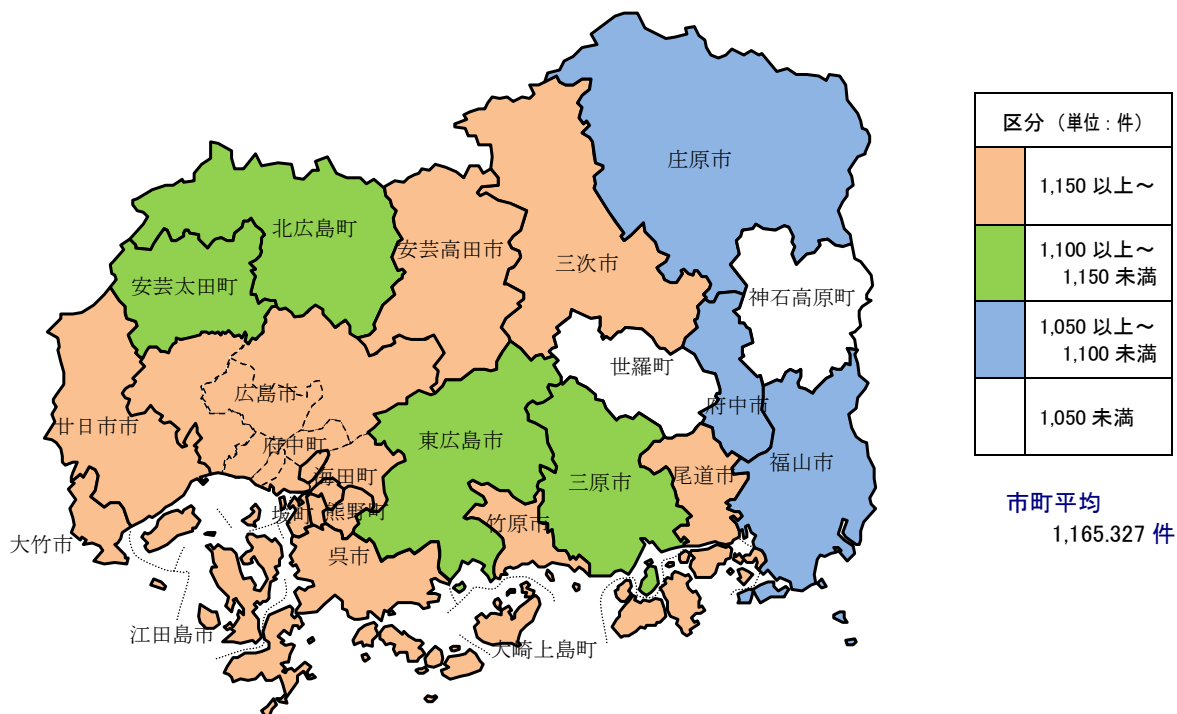 庄原市
北広島町
安芸高田市
三次市
安芸太田町
神石高原町
世羅町
広島市
府中市
廿日市市
府中町
東広島市
福山市
海田町
三原市
尾道市
坂町
熊野町
竹原市
大竹市
呉市
江田島市
大崎上島町
区分（単位：件）
1,150 以上～
1,100 以上～
1,150 未満
1,050 以上～
1,100 未満
1,050 未満
市町平均
1,165.327 件